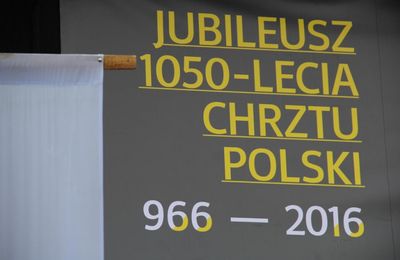 JUBILEUSZ
1050-LECIA
CHRZTU
POLSKI
966 — 2016